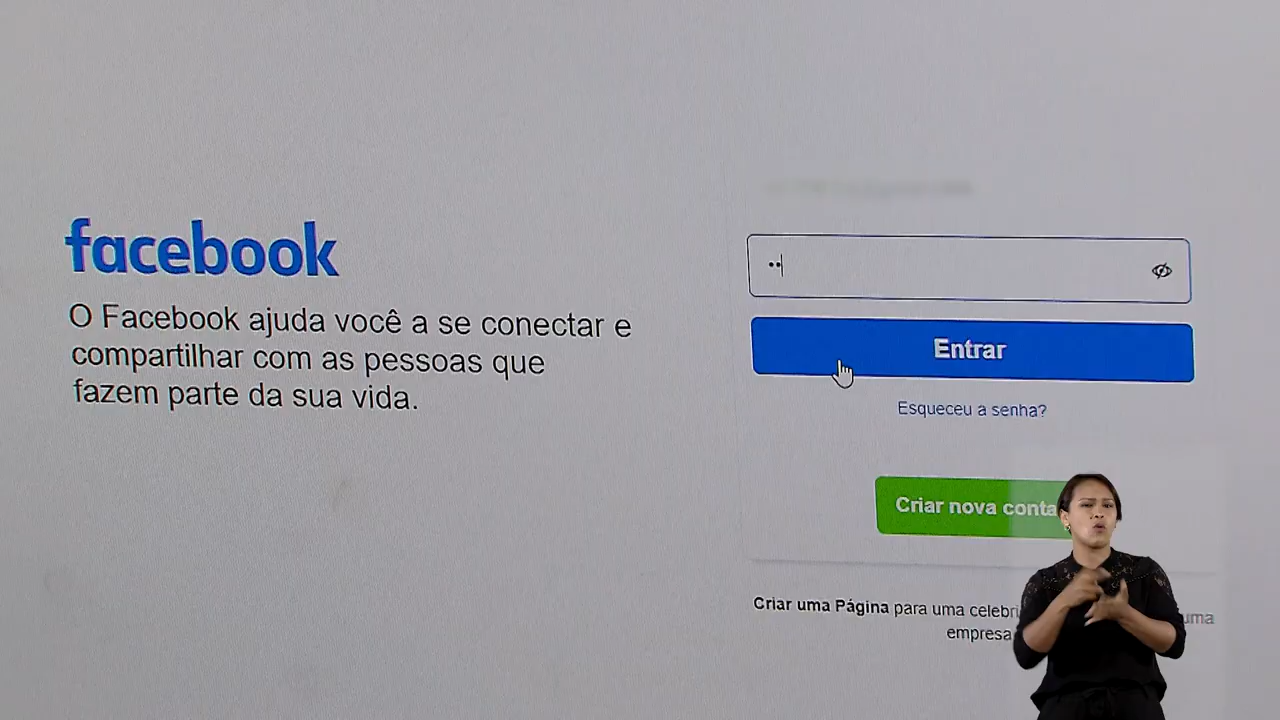 facebook
O Facebook ajuda você a se conectar e
compartilhar com as pessoas que
fazem parte da sua vida.
Entrar
Esqueceu a senha?
Criar nova conta
Criar uma Página para uma celebri uma
empresa